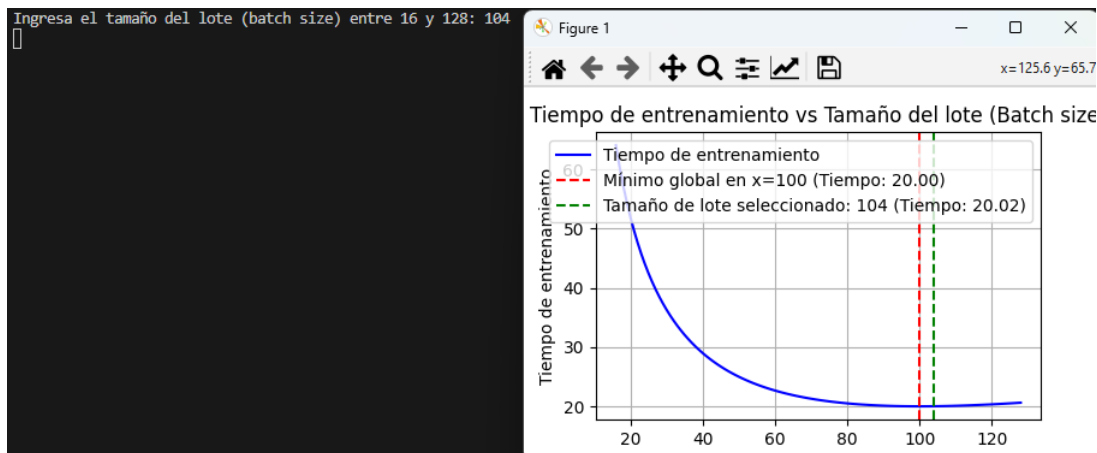 Ingresa el tamaño del lote (batch size) entre 16 y 128: 104
Figure 1
x=125.6 y=65.7
Tiempo de entrenamiento vs Tamaño del lote (Batch size
Tiempo de entrenamiento
Mínimo global en x=100 (Tiempo: 20.00)
Tamaño de lote seleccionado: 104 (Tiempo: 20.02)
Tiempo de entrenamiento
60
50
40
30
20
20 40 60 80 100 120